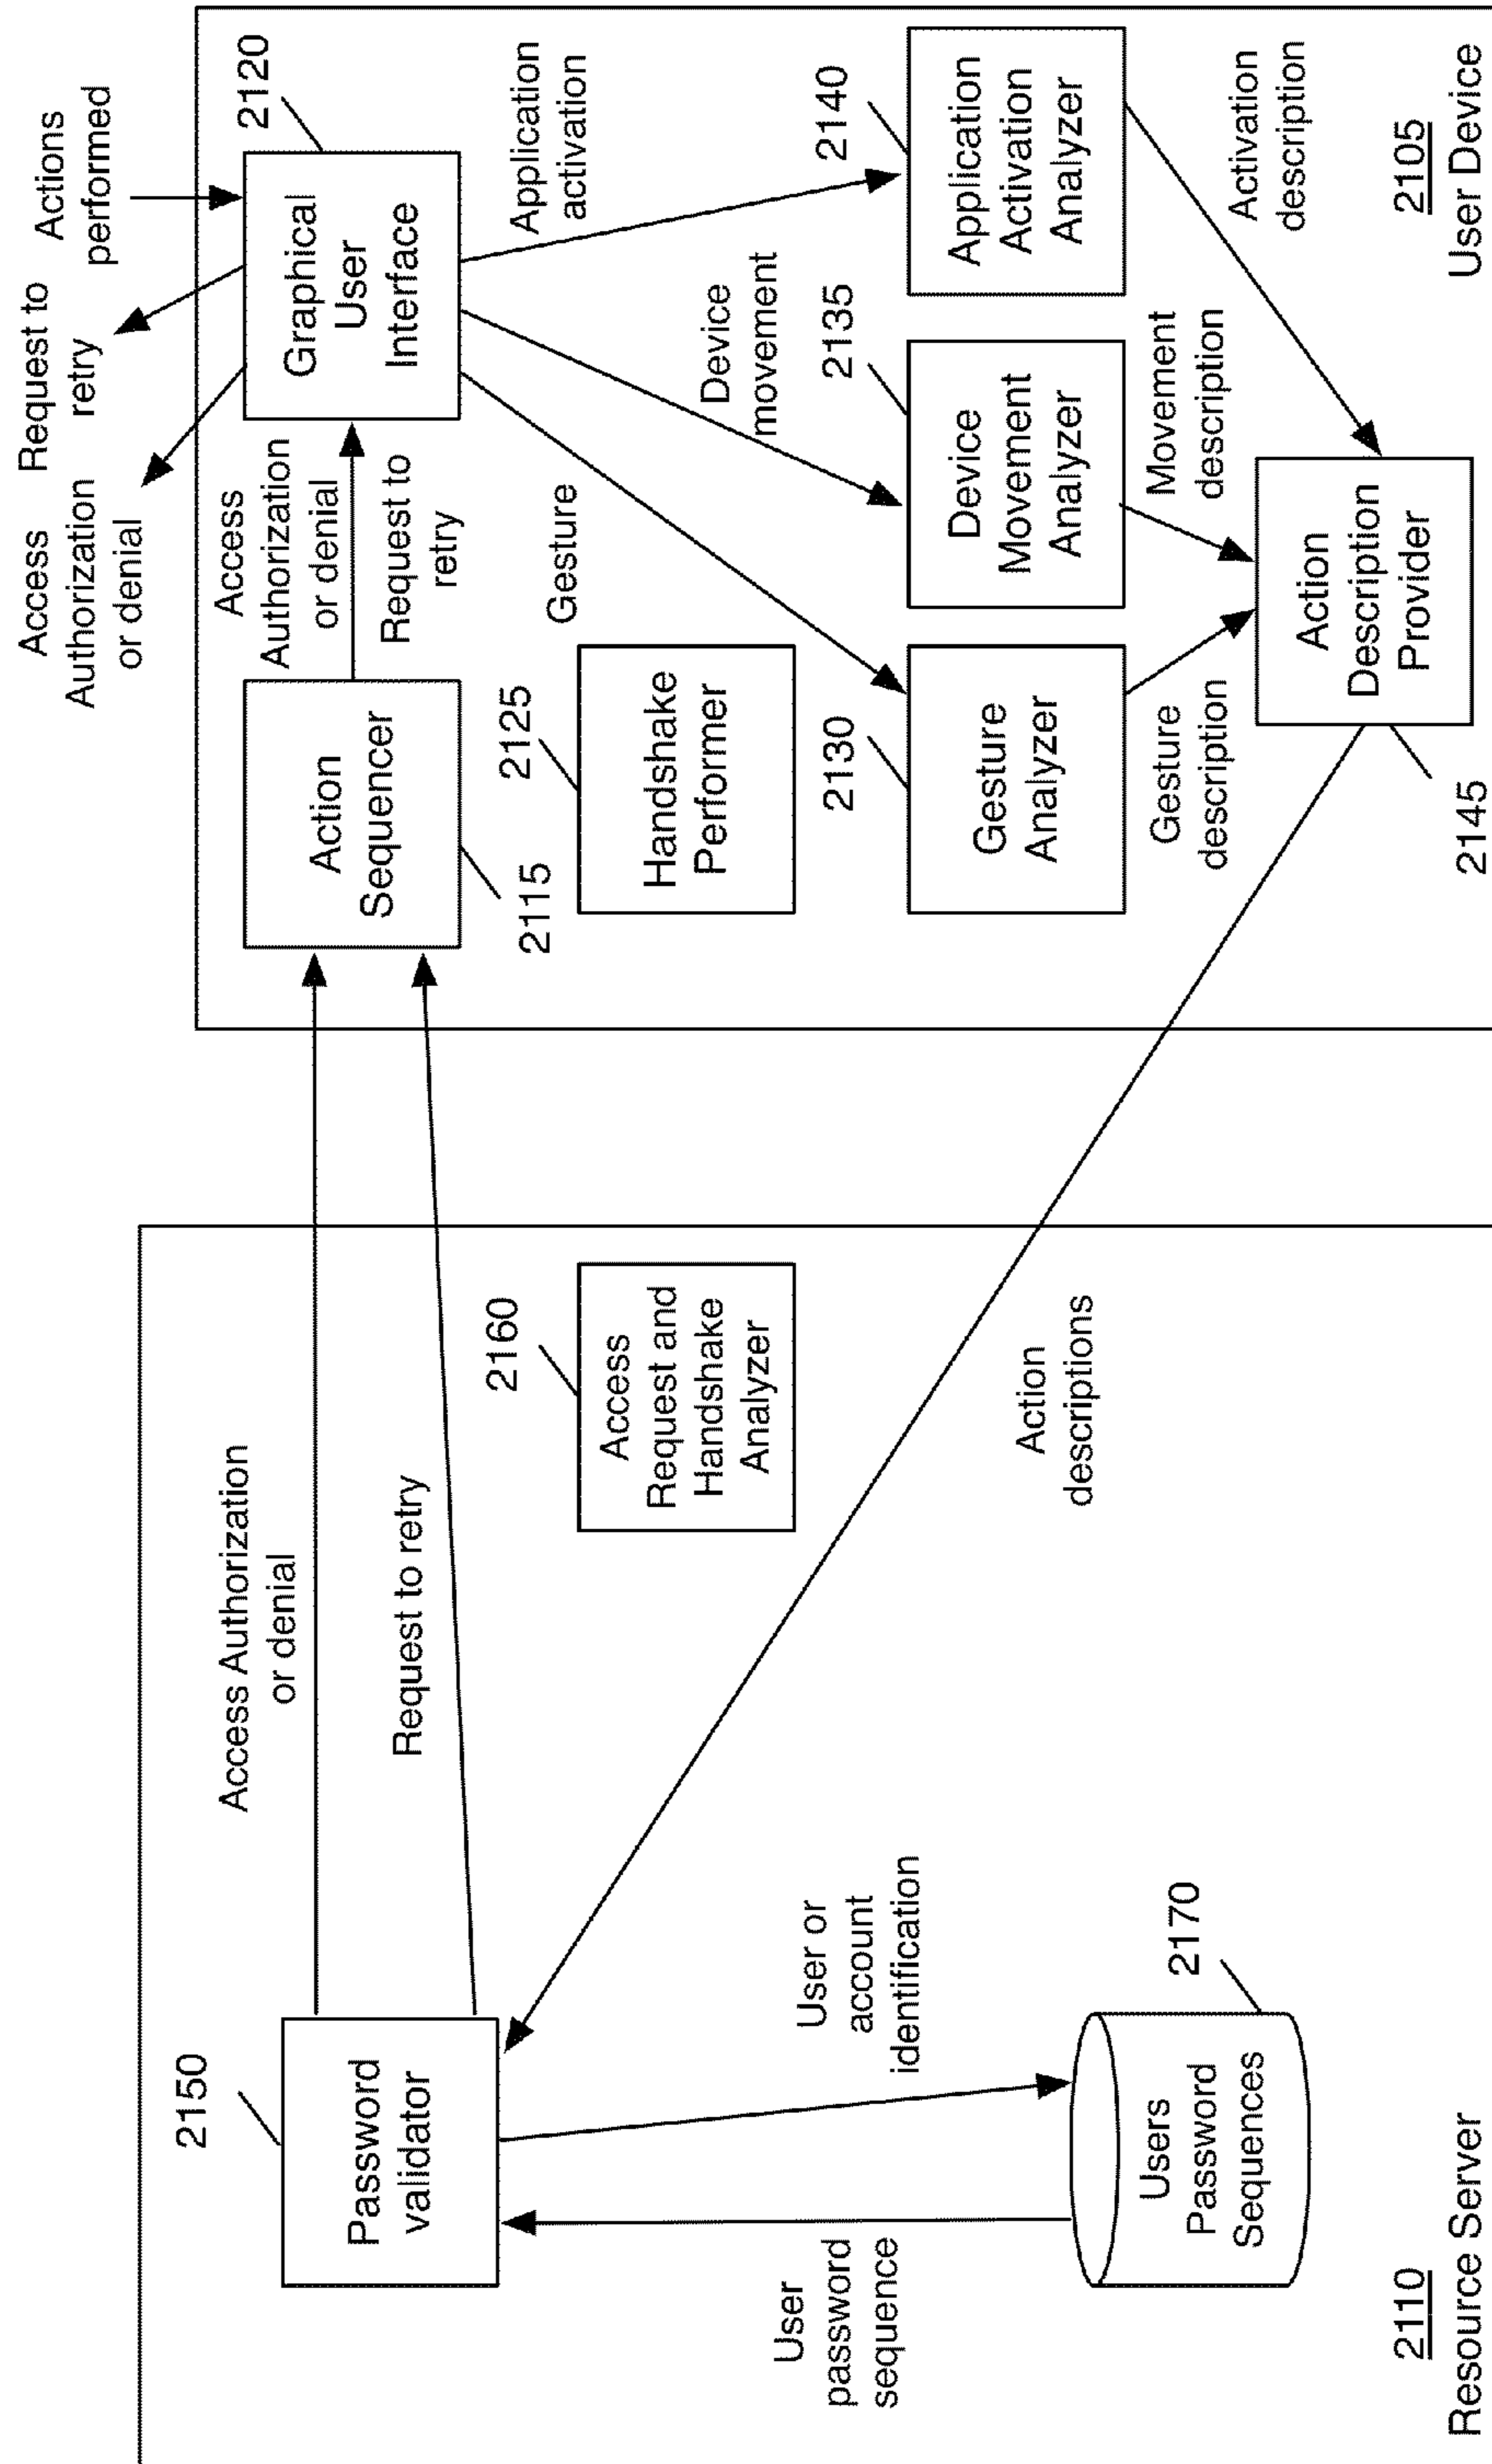 Actions
performed
Request to
retry
Access
Authorization
or denial
2120
Graphical
User
Interface
Access
Authorization
or denial
Request to
retry
Action
Sequencer
2115
Application
activation
Device
movement
Gesture
2125
Handshake
Performer
2140
Application
Activation
Analyzer
2135
Device
Movement
Analyzer
2130
Gesture
Analyzer
Activation
description
Movement
description
Gesture
description
Action
Description
Provider
2145
2105
User Device
Access Authorization
or denial
Request to retry
2160
Access
Request and
Handshake
Analyzer
Action
descriptions
2150
Password
validator
User or
account
identification
User
password
sequence
2170
Users
Password
Sequences
2110
Resource Server